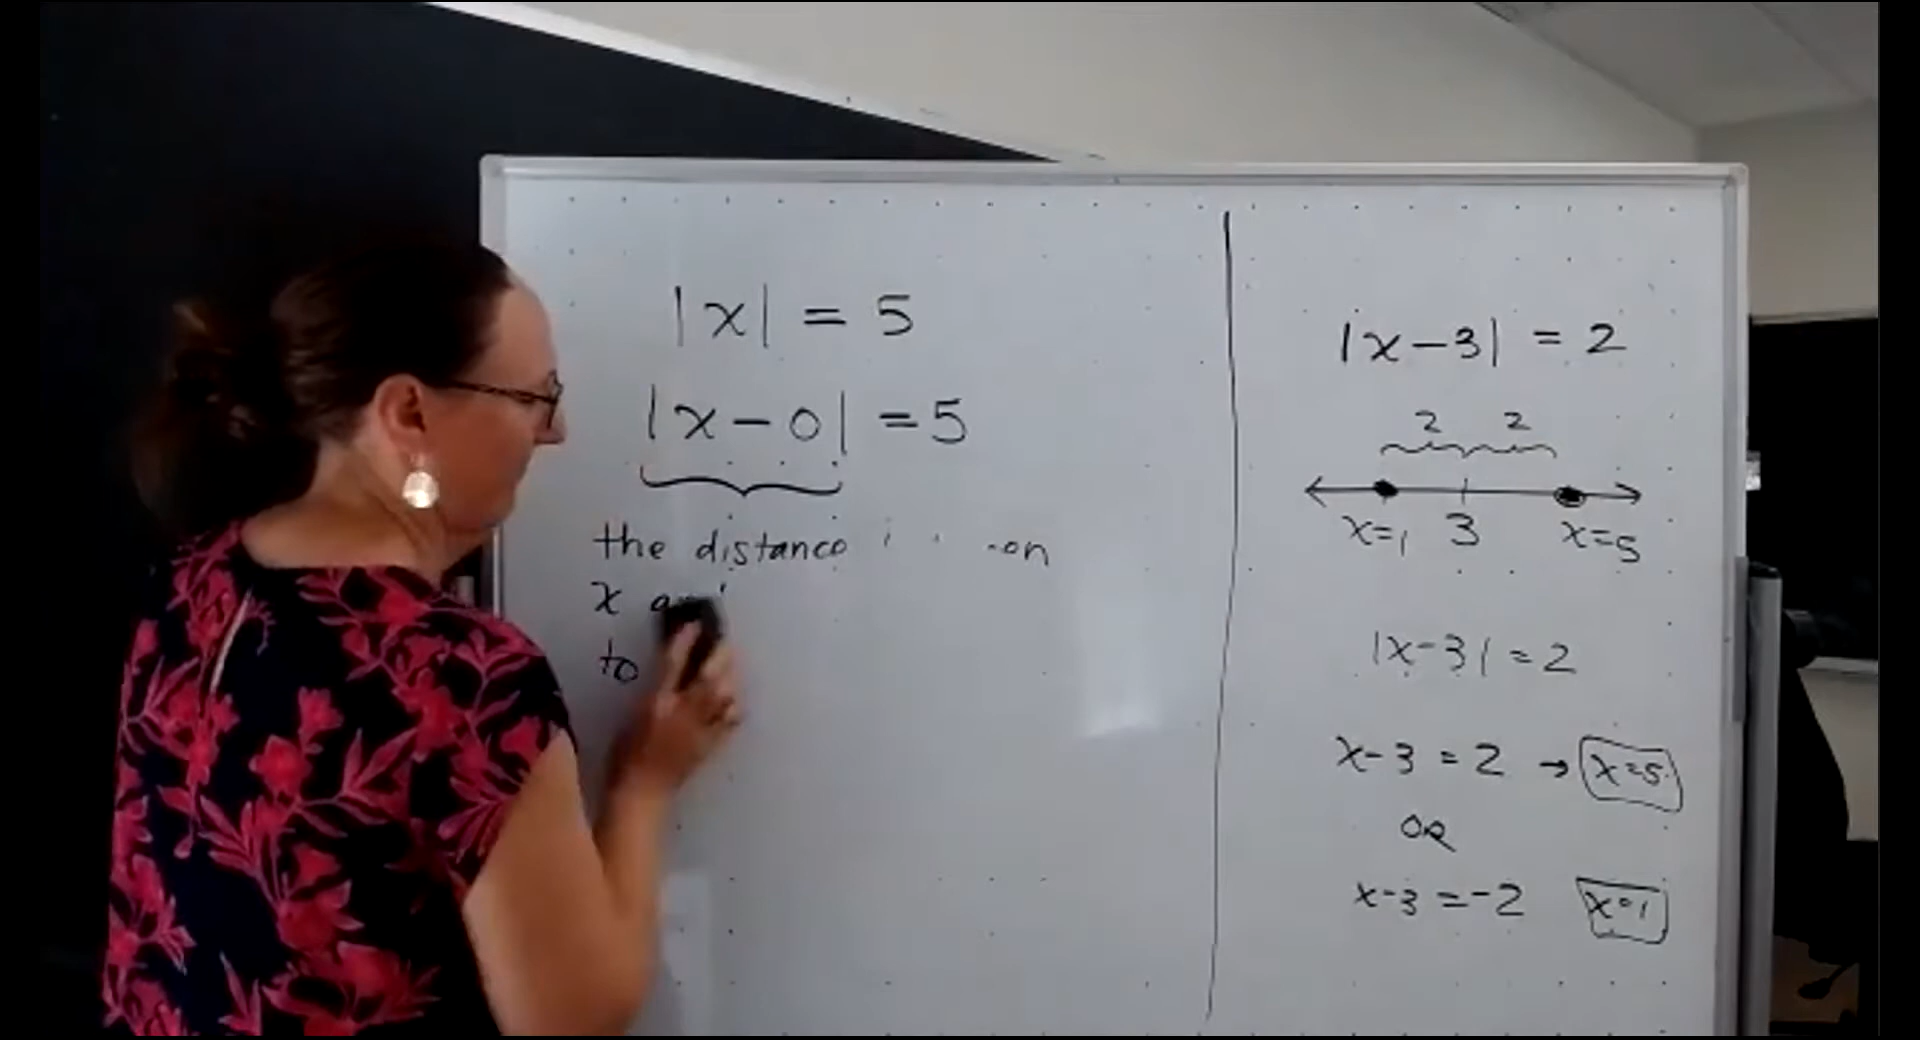 |x| = 5
|x - 0| = 5
the distance
x
to
|x-3| = 2
2 2
x=1 3 x=5
|x-3| = 2
x-3 = 2 → x=5
OR
x-3 = -2 x=1